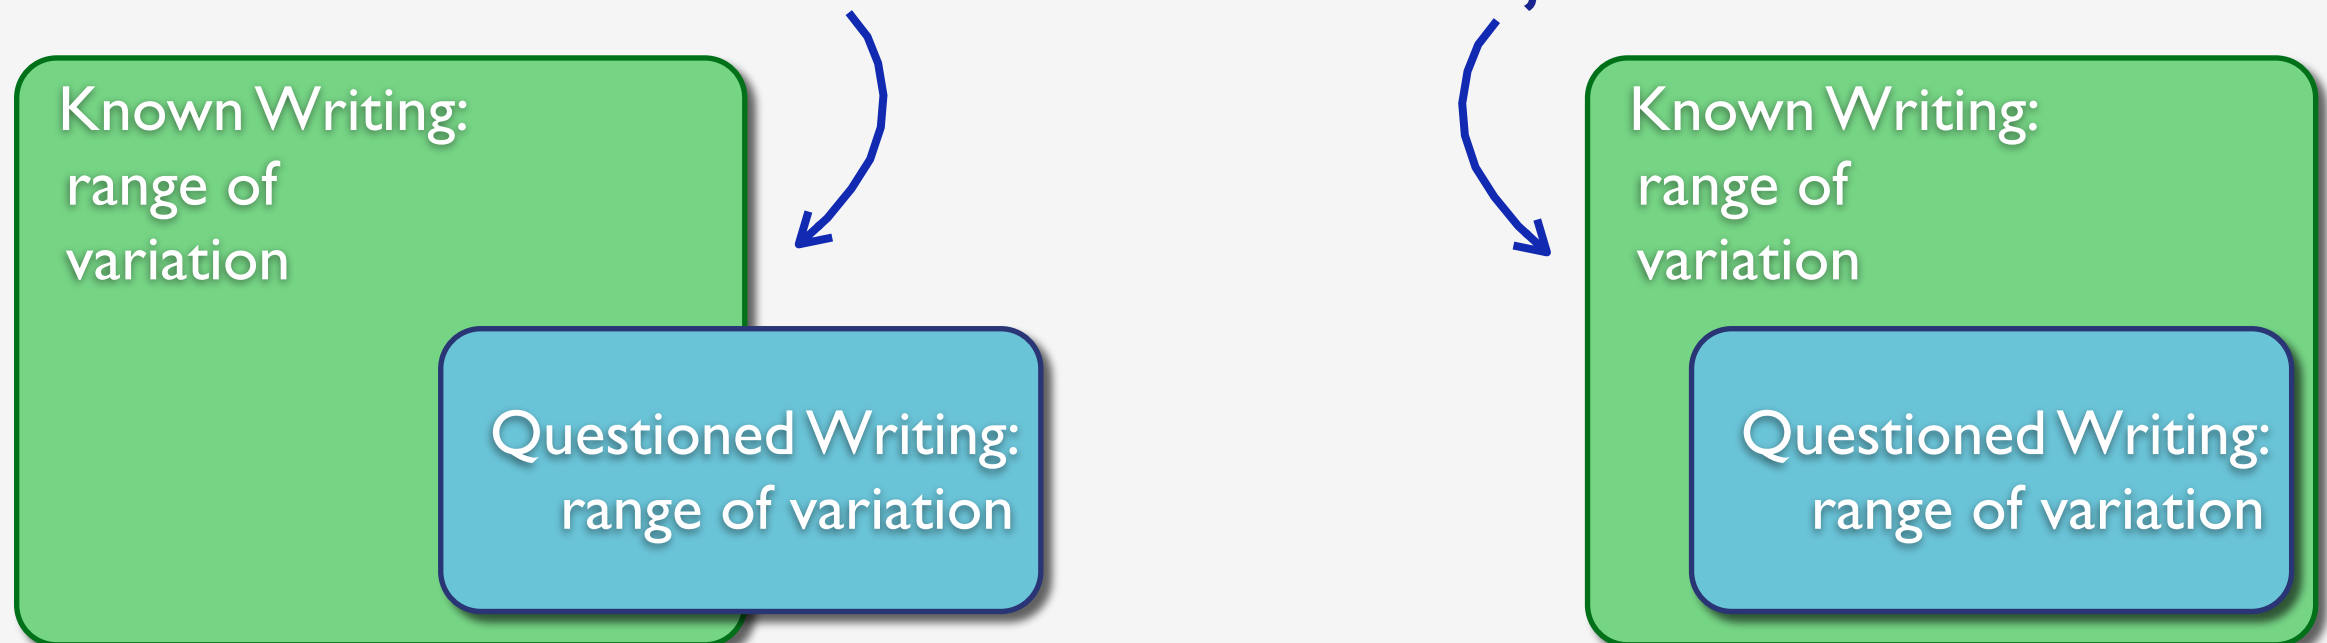 Known Writing:
range of
variation
Questioned Writing:
range of variation
Known Writing:
range of
variation
Questioned Writing:
range of variation